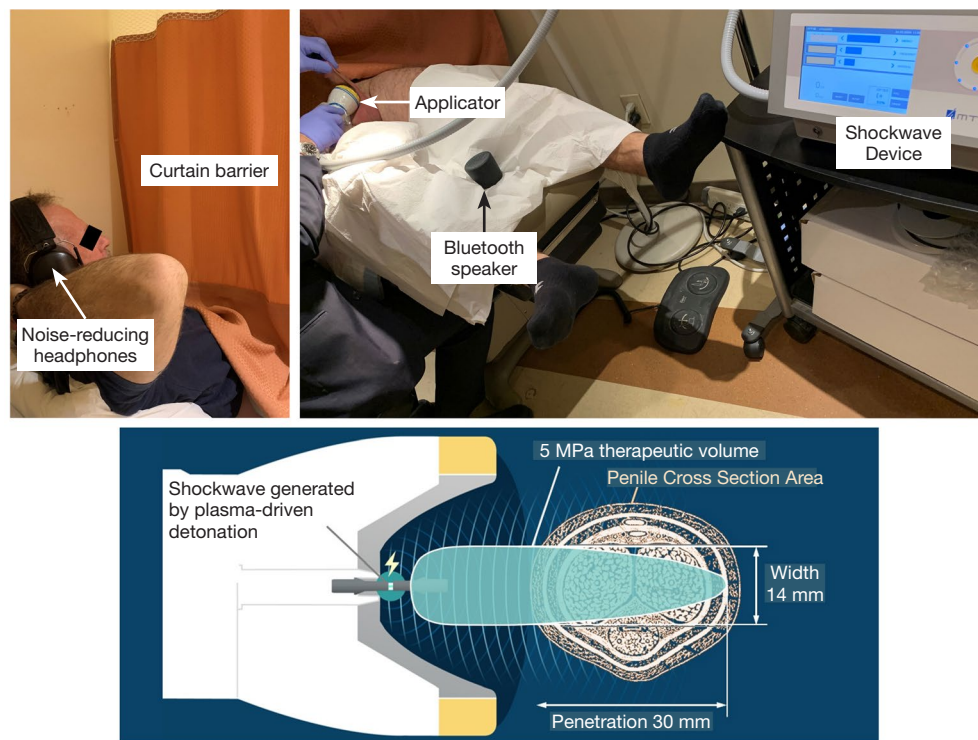 Applicator
Shockwave
Device
Curtain barrier
Bluetooth
speaker
Noise-reducing
headphones
5 MPa therapeutic volume
Penile Cross Section Area
Shockwave generated
by plasma-driven
detonation
Width
14 mm
Penetration 30 mm